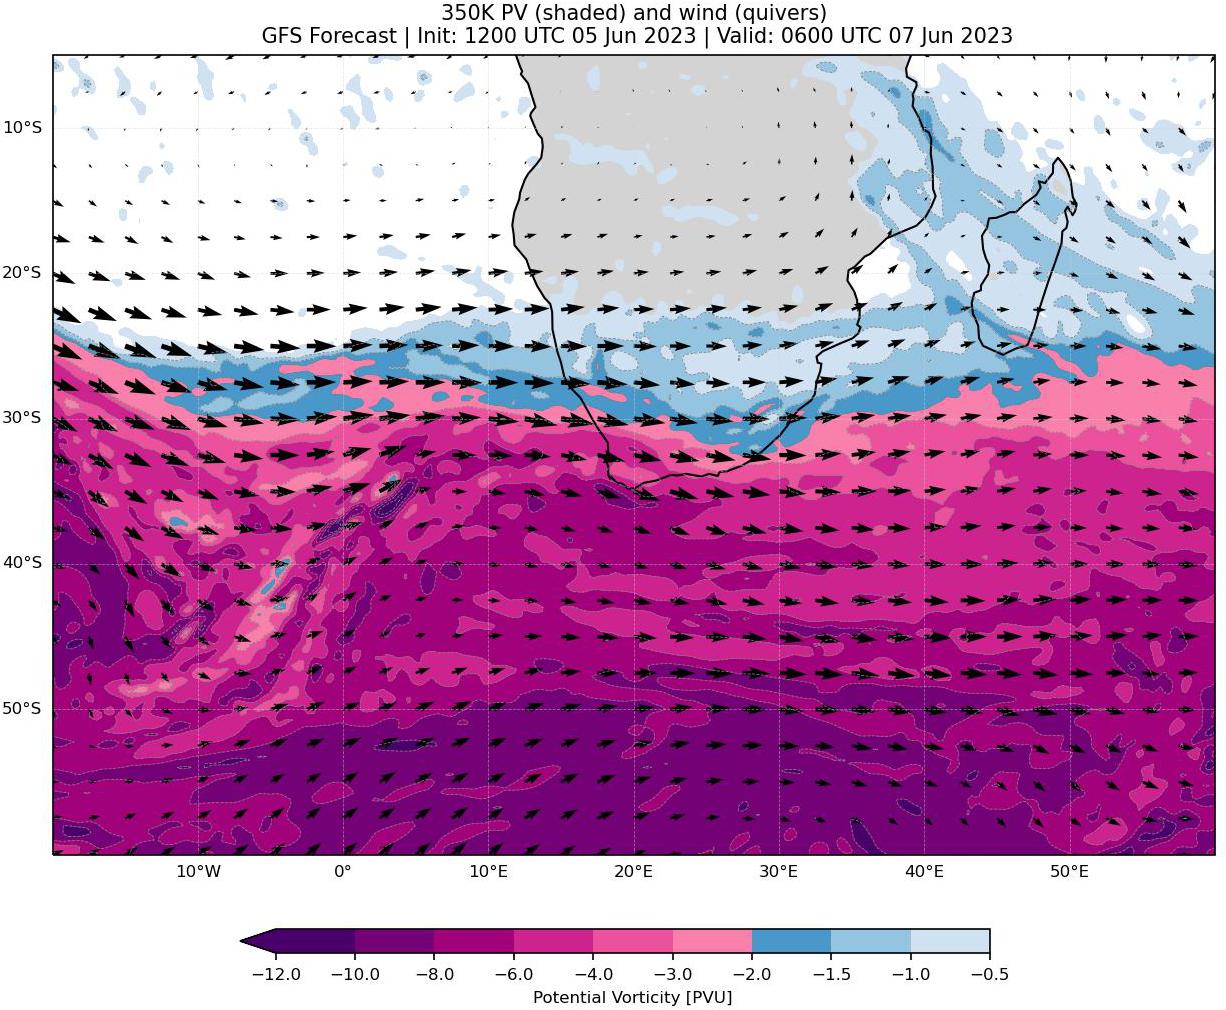 350K PV (shaded) and wind (quivers)
GFS Forecast | Init: 1200 UTC 05 Jun 2023 | Valid: 0600 UTC 07 Jun 2023
10°S
20°S
30°S
40°S
50°S
10°W 0° 10°E 20°E 30°E 40°E 50°E
−12.0 −10.0 −8.0 −6.0 −4.0 −3.0 −2.0 −1.5 −1.0 −0.5
Potential Vorticity [PVU]